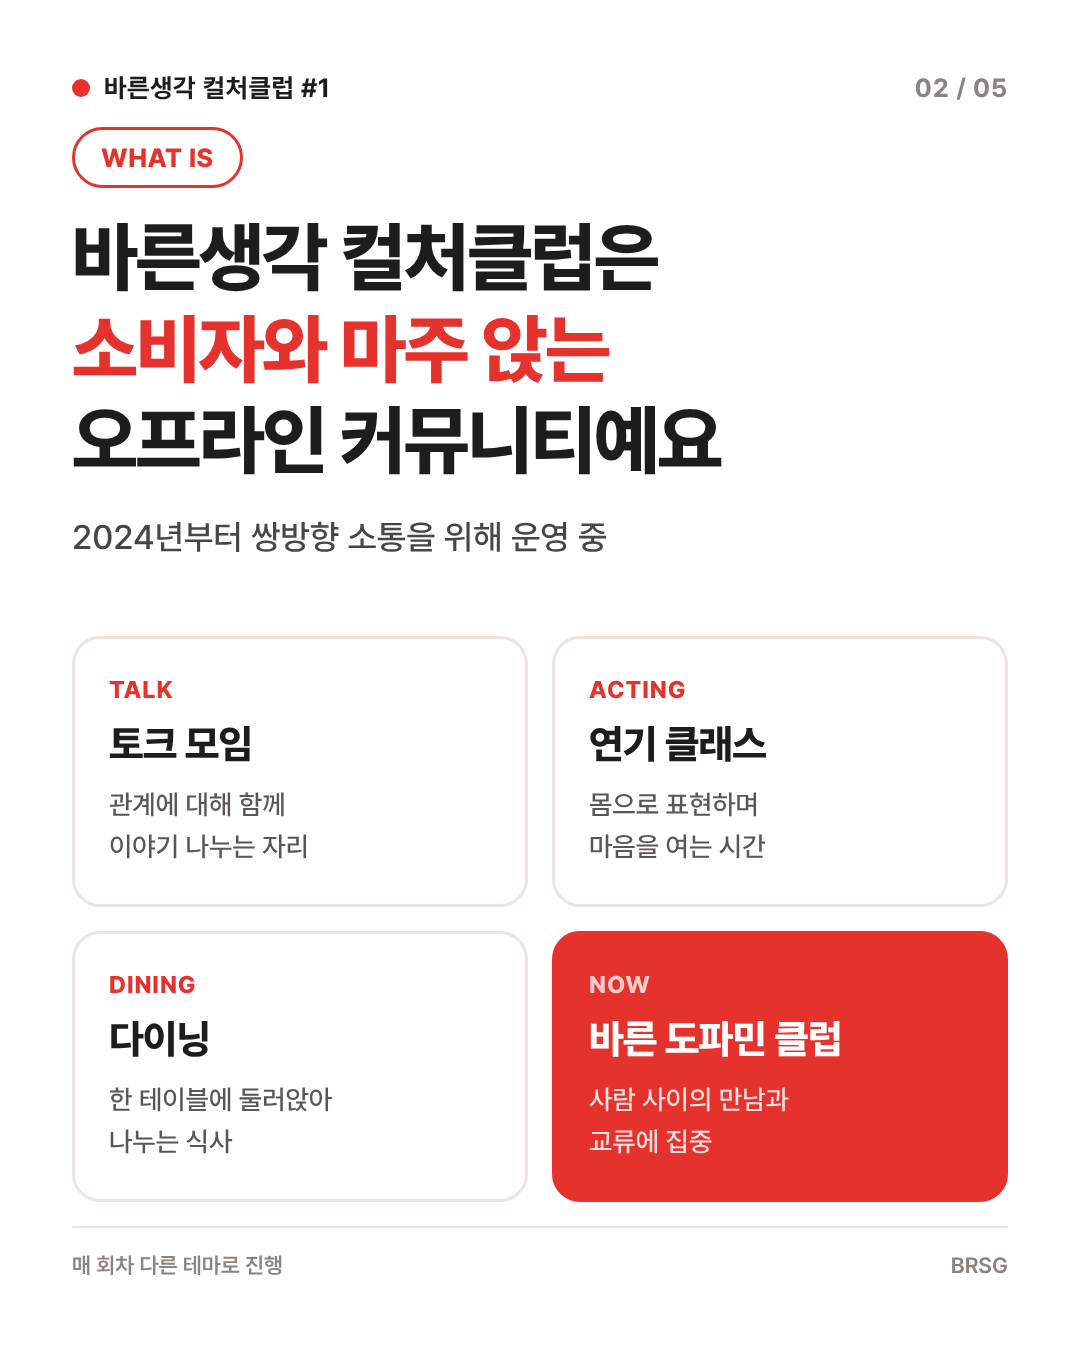 바른생각 컬처클럽 #1
02 / 05
WHAT IS
바른생각 컬처클럽은
소비자와 마주 앉는
오프라인 커뮤니티예요
2024년부터 쌍방향 소통을 위해 운영 중
TALK
토크 모임
관계에 대해 함께
이야기 나누는 자리
ACTING
연기 클래스
몸으로 표현하며
마음을 여는 시간
DINING
다이닝
한 테이블에 둘러앉아
나누는 식사
NOW
바른 도파민 클럽
사람 사이의 만남과
교류에 집중
매 회차 다른 테마로 진행
BRSG